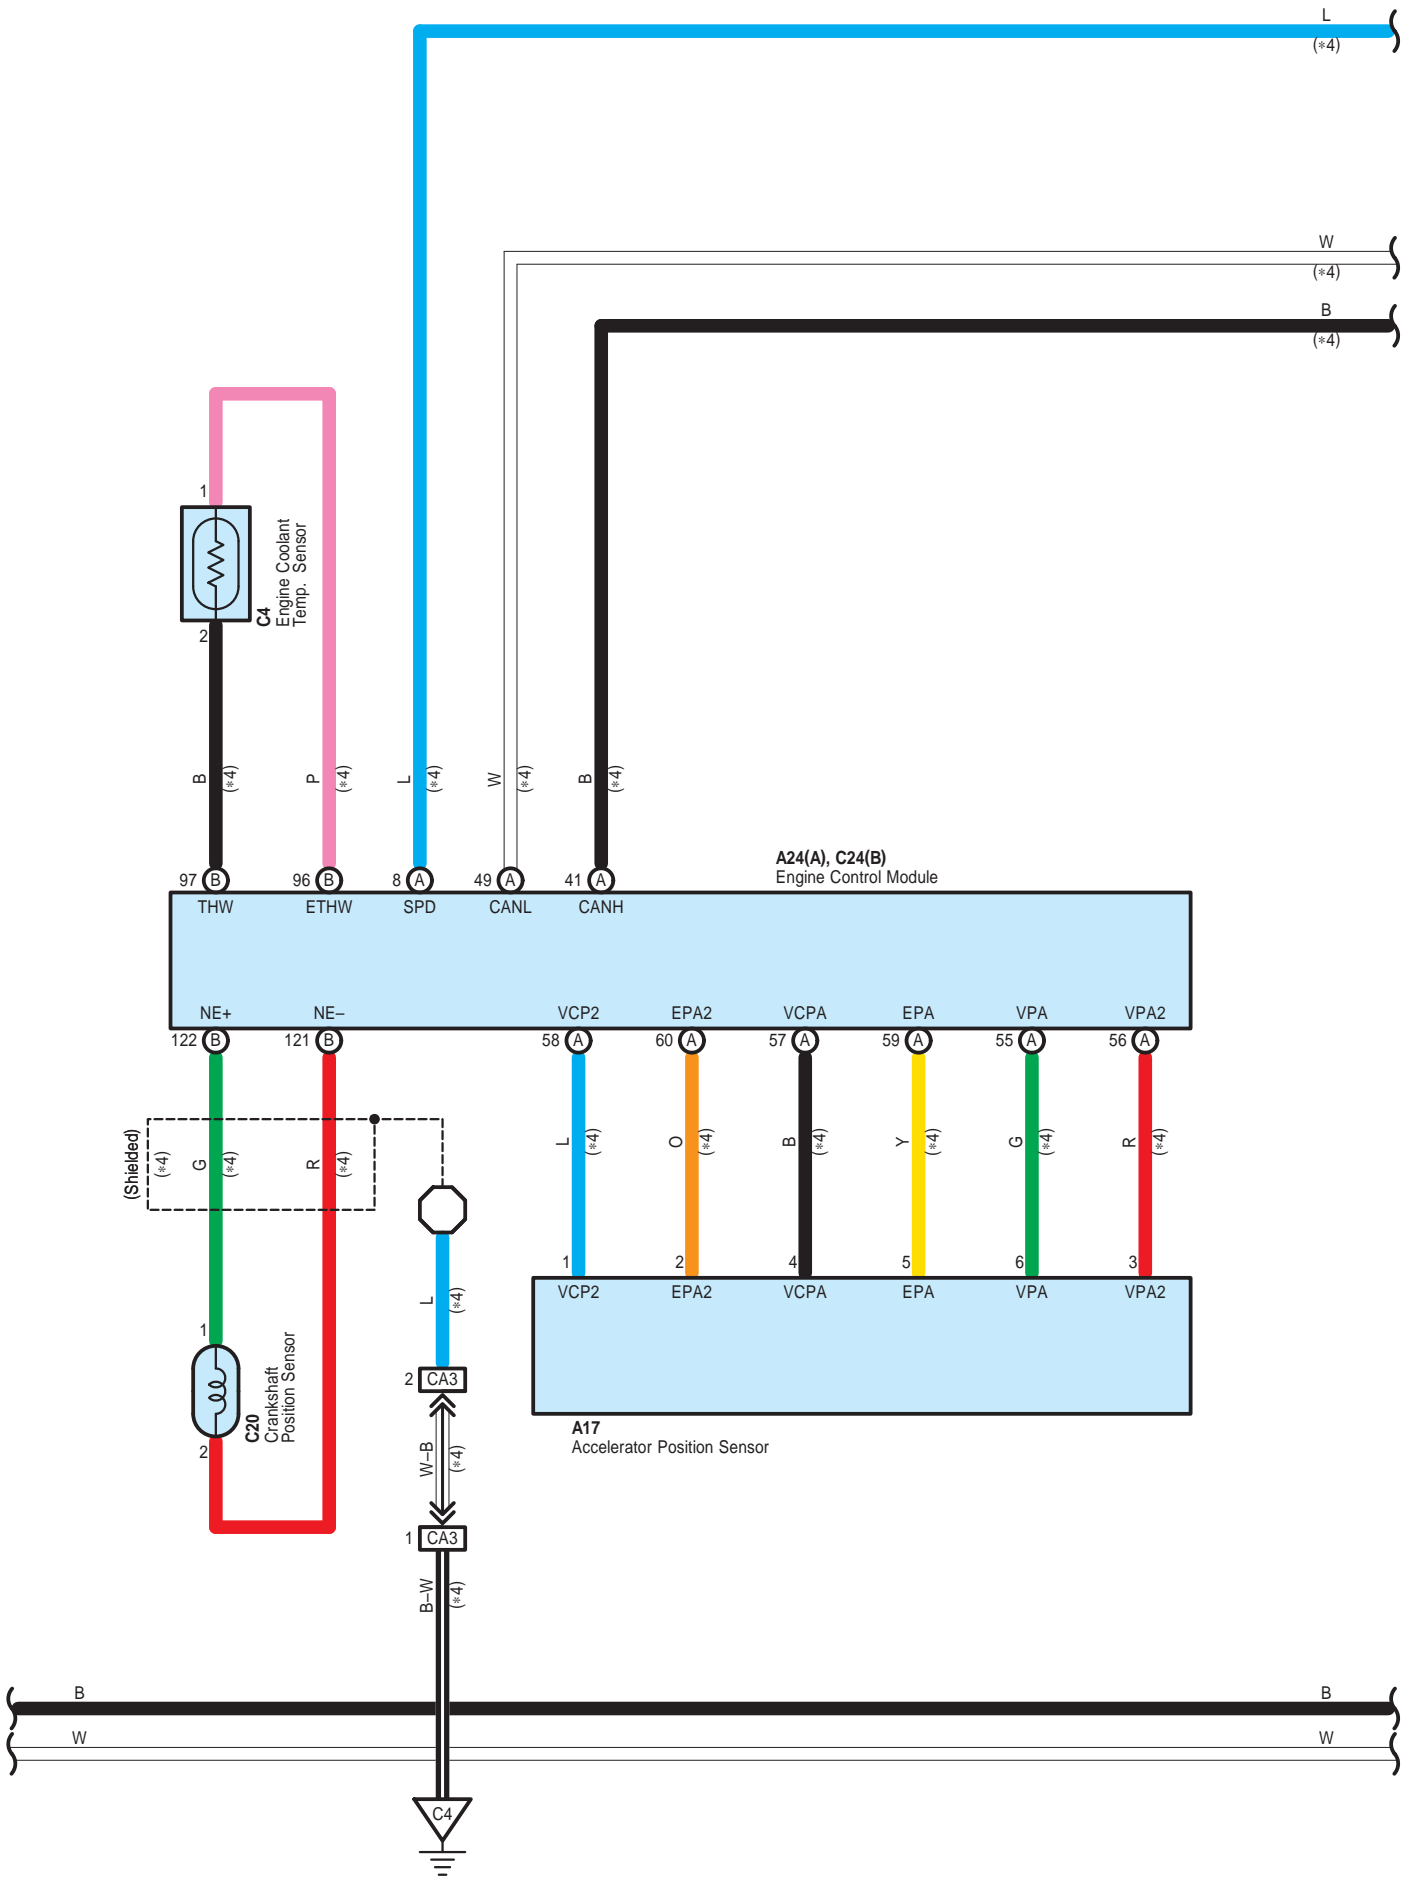 L
(*4)
W
(*4)
B
(*4)
1
C4
Engine Coolant
Temp. Sensor
2
B
(*4)
P
(*4)
L
(*4)
W
(*4)
B
(*4)
A24(A), C24(B)
Engine Control Module
97 B
96 B
8 A
49 A
41 A
THW
ETHW
SPD
CANL
CANH
NE+
NE–
VCP2
EPA2
VCPA
EPA
VPA
VPA2
122 B
121 B
58 A
60 A
57 A
59 A
55 A
56 A
(Shielded)
(*4)
G
(*4)
R
(*4)
L
(*4)
O
(*4)
B
(*4)
Y
(*4)
G
(*4)
R
(*4)
1
2
4
5
6
3
VCP2
EPA2
VCPA
EPA
VPA
VPA2
L
(*4)
1
C20
Crankshaft
Position Sensor
2
2 CA3
A17
Accelerator Position Sensor
W–B
(*4)
1 CA3
B–W
(*4)
B
B
W
W
C4